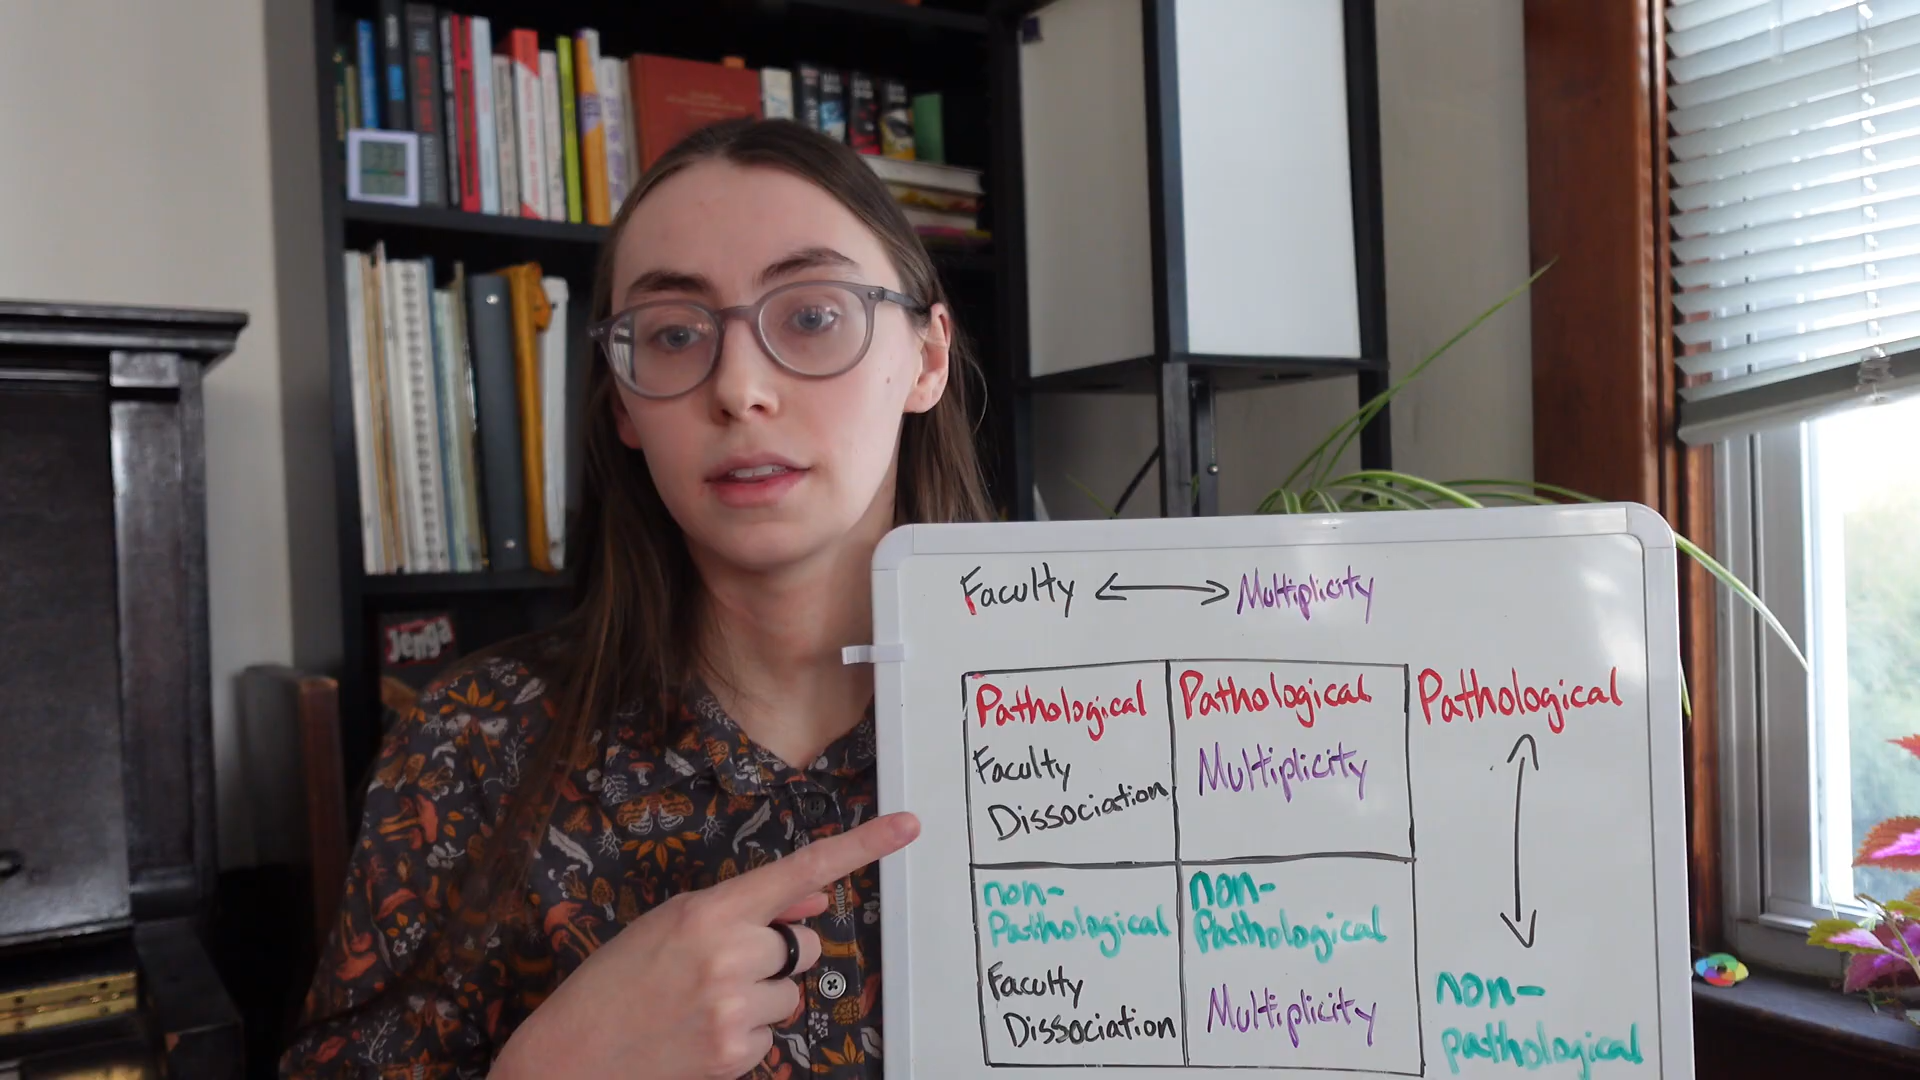 Jenga
Faculty ↔ Multiplicity
Pathological
Faculty
Dissociation
Pathological
Multiplicity
Pathological
non-
Pathological
Faculty
Dissociation
non-
Pathological
Multiplicity
non-
pathological